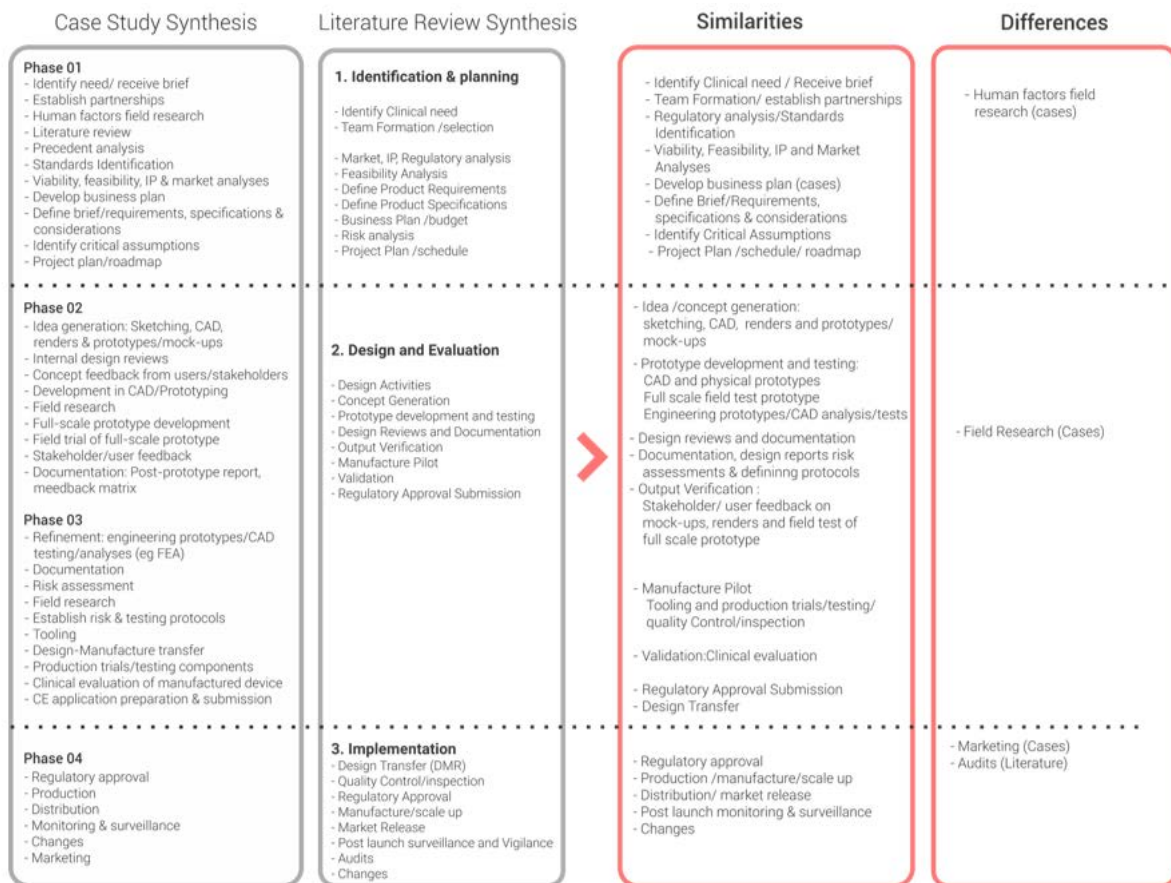 Case Study Synthesis
Phase 01
- Identify need/ receive brief
- Establish partnerships
- Human factors field research
- Literature review
- Precedent analysis
- Standards Identification
- Viability, feasibility, IP & market analyses
- Develop business plan
- Define brief/requirements, specifications &
considerations
- Identify critical assumptions
- Project plan/roadmap
Phase 02
- Idea generation: Sketching, CAD,
renders & prototypes/mock-ups
- Internal design reviews
- Concept feedback from users/stakeholders
- Development in CAD/Prototyping
- Field research
- Full-scale prototype development
- Field trial of full-scale prototype
- Stakeholder/user feedback
- Documentation: Post-prototype report,
meedback matrix
Phase 03
- Refinement: engineering prototypes/CAD
testing/analyses (eg FEA)
- Documentation
- Risk assessment
- Field research
- Establish risk & testing protocols
- Tooling
- Design-Manufacture transfer
- Production trials/testing components
- Clinical evaluation of manufactured device
- CE application preparation & submission
Phase 04
- Regulatory approval
- Production
- Distribution
- Monitoring & surveillance
- Changes
- Marketing
Literature Review Synthesis
1. Identification & planning
- Identify Clinical need
- Team Formation /selection
- Market, IP, Regulatory analysis
- Feasibility Analysis
- Define Product Requirements
- Define Product Specifications
- Business Plan /budget
- Risk analysis
- Project Plan /schedule
2. Design and Evaluation
- Design Activities
- Concept Generation
- Prototype development and testing
- Design Reviews and Documentation
- Output Verification
- Manufacture Pilot
- Validation
- Regulatory Approval Submission
3. Implementation
- Design Transfer (DMR)
- Quality Control/inspection
- Regulatory Approval
- Manufacture/scale up
- Market Release
- Post launch surveillance and Vigilance
- Audits
- Changes
Similarities
- Identify Clinical need / Receive brief
- Team Formation/ establish partnerships
- Regulatory analysis/Standards
Identification
- Viability, Feasibility, IP and Market
Analyses
- Develop business plan (cases)
- Define Brief/Requirements,
specifications & considerations
- Identify Critical Assumptions
- Project Plan /schedule/ roadmap
- Idea /concept generation:
sketching, CAD, renders and prototypes/
mock-ups
- Prototype development and testing:
CAD and physical prototypes
Full scale field test prototype
Engineering prototypes/CAD analysis/tests
- Design reviews and documentation
- Documentation, design reports risk
assessments & definining protocols
- Output Verification :
Stakeholder/ user feedback on
mock-ups, renders and field test of
full scale prototype
- Manufacture Pilot
Tooling and production trials/testing/
quality Control/inspection
- Validation:Clinical evaluation
- Regulatory Approval Submission
- Design Transfer
- Regulatory approval
- Production /manufacture/scale up
- Distribution/ market release
- Post launch monitoring & surveillance
- Changes
Differences
- Human factors field
research (cases)
- Field Research (Cases)
- Marketing (Cases)
- Audits (Literature)